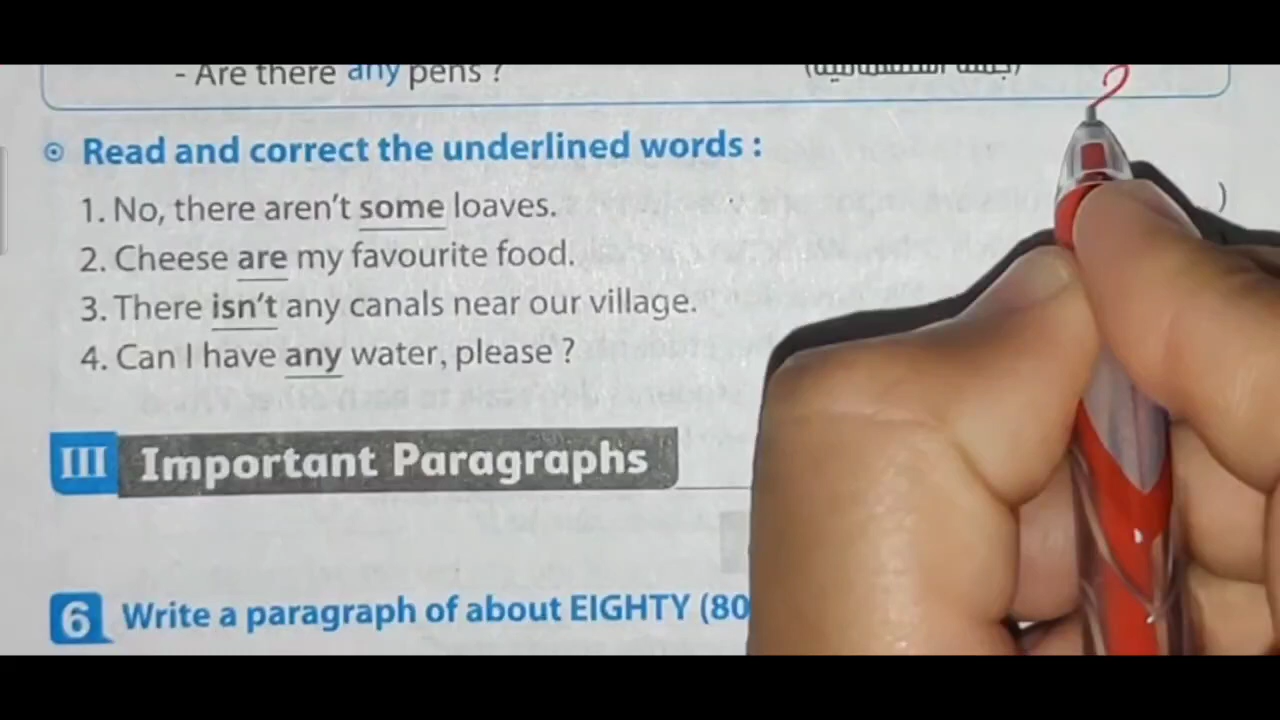 - Are there any pens ?
Read and correct the underlined words :
1. No, there aren't some loaves.
2. Cheese are my favourite food.
3. There isn't any canals near our village.
4. Can I have any water, please ?
III Important Paragraphs
6 Write a paragraph of about EIGHTY (80